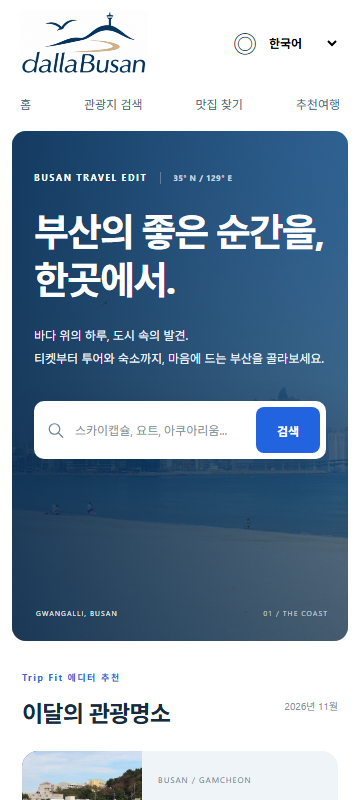 dallaBusan
한국어
홈 관광지 검색 맛집 찾기 추천여행
BUSAN TRAVEL EDIT 35° N / 129° E
부산의 좋은 순간을,
한곳에서.
바다 위의 하루, 도시 속의 발견.
티켓부터 투어와 숙소까지, 마음에 드는 부산을 골라보세요.
스카이캡슐, 요트, 아쿠아리움... 검색
GWANGALLI, BUSAN 01 / THE COAST
Trip Fit 에디터 추천
이달의 관광명소 2026년 11월
BUSAN / GAMCHEON